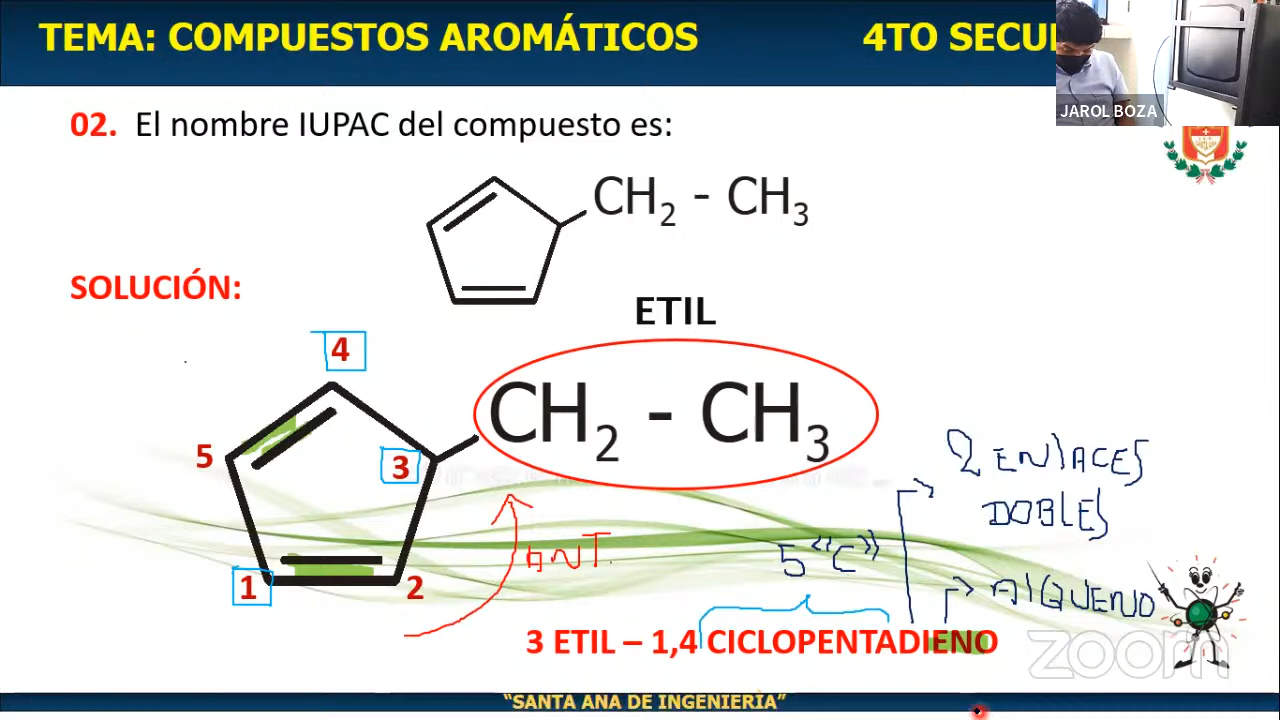 TEMA: COMPUESTOS AROMÁTICOS
4TO SECU
JAROL BOZA
02. El nombre IUPAC del compuesto es:
CH2 - CH3
SOLUCIÓN:
ETIL
4
CH2 - CH3
5
3
2 ENLACES
DOBLES
ANT.
5 "C"
1
2
AlQUENO
3 ETIL – 1,4 CICLOPENTADIENO
zoom
"SANTA ANA DE INGENIERÌA"